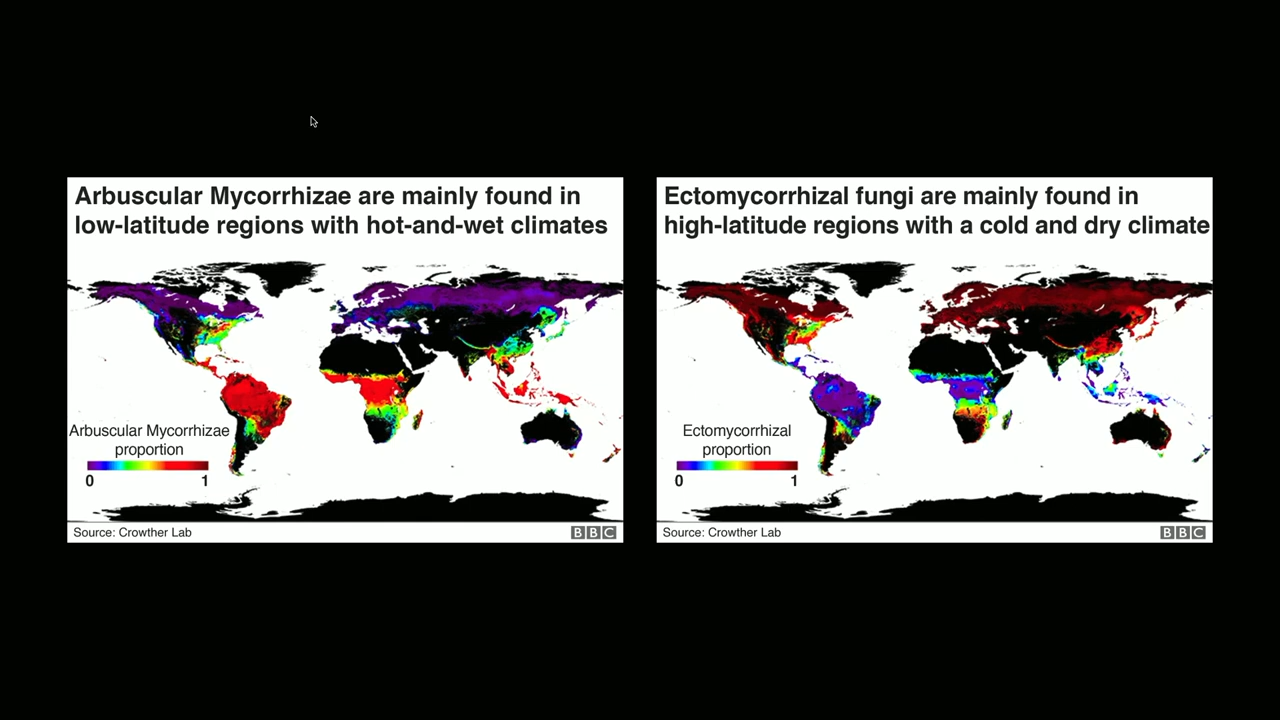 Arbuscular Mycorrhizae are mainly found in
low-latitude regions with hot-and-wet climates
Arbuscular Mycorrhizae
proportion
0 1
Source: Crowther Lab
BBC
Ectomycorrhizal fungi are mainly found in
high-latitude regions with a cold and dry climate
Ectomycorrhizal
proportion
0 1
Source: Crowther Lab
BBC